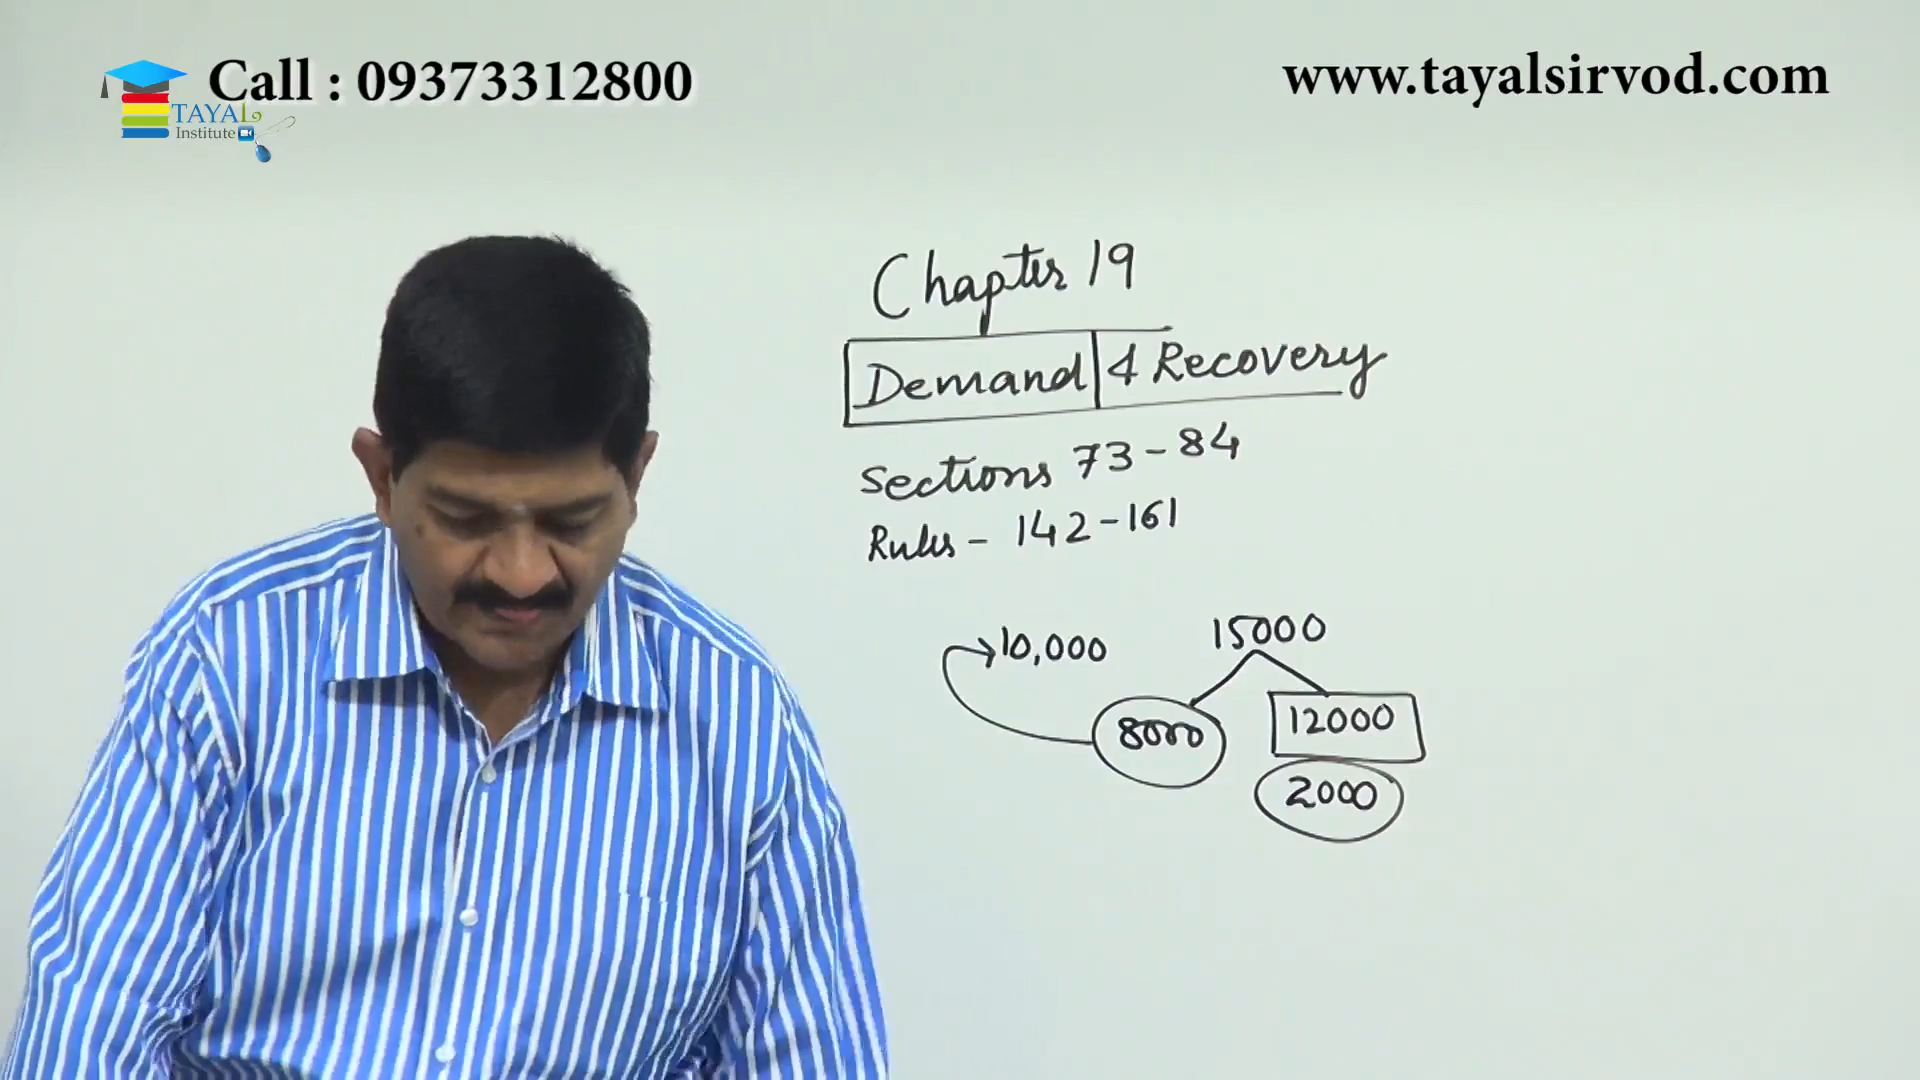 Call : 09373312800
www.tayalsirvod.com
TAYAL
Institute
Chapter 19
Demand & Recovery
Sections 73-84
Rules - 142-161
10,000
15000
8000
12000
2000